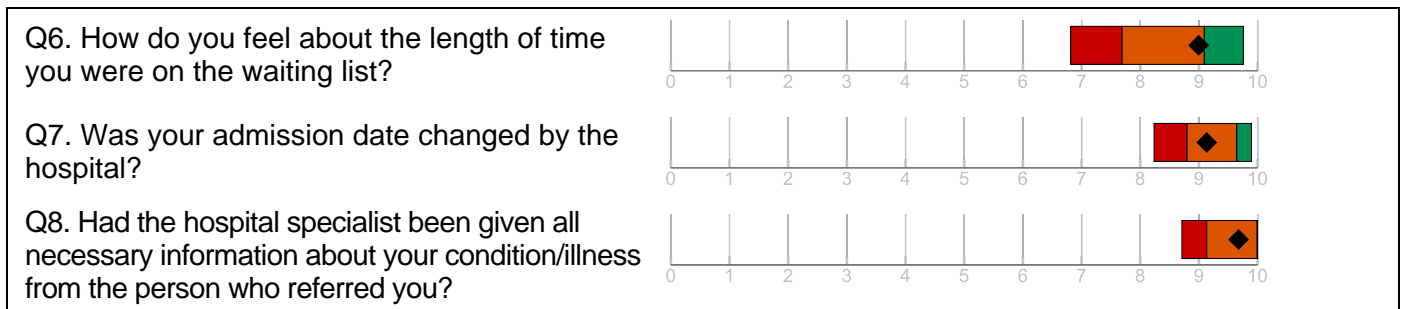 Q6. How do you feel about the length of time
you were on the waiting list?
0 1 2 3 4 5 6 7 8 9 10
Q7. Was your admission date changed by the
hospital?
0 1 2 3 4 5 6 7 8 9 10
Q8. Had the hospital specialist been given all
necessary information about your condition/illness
from the person who referred you?
0 1 2 3 4 5 6 7 8 9 10